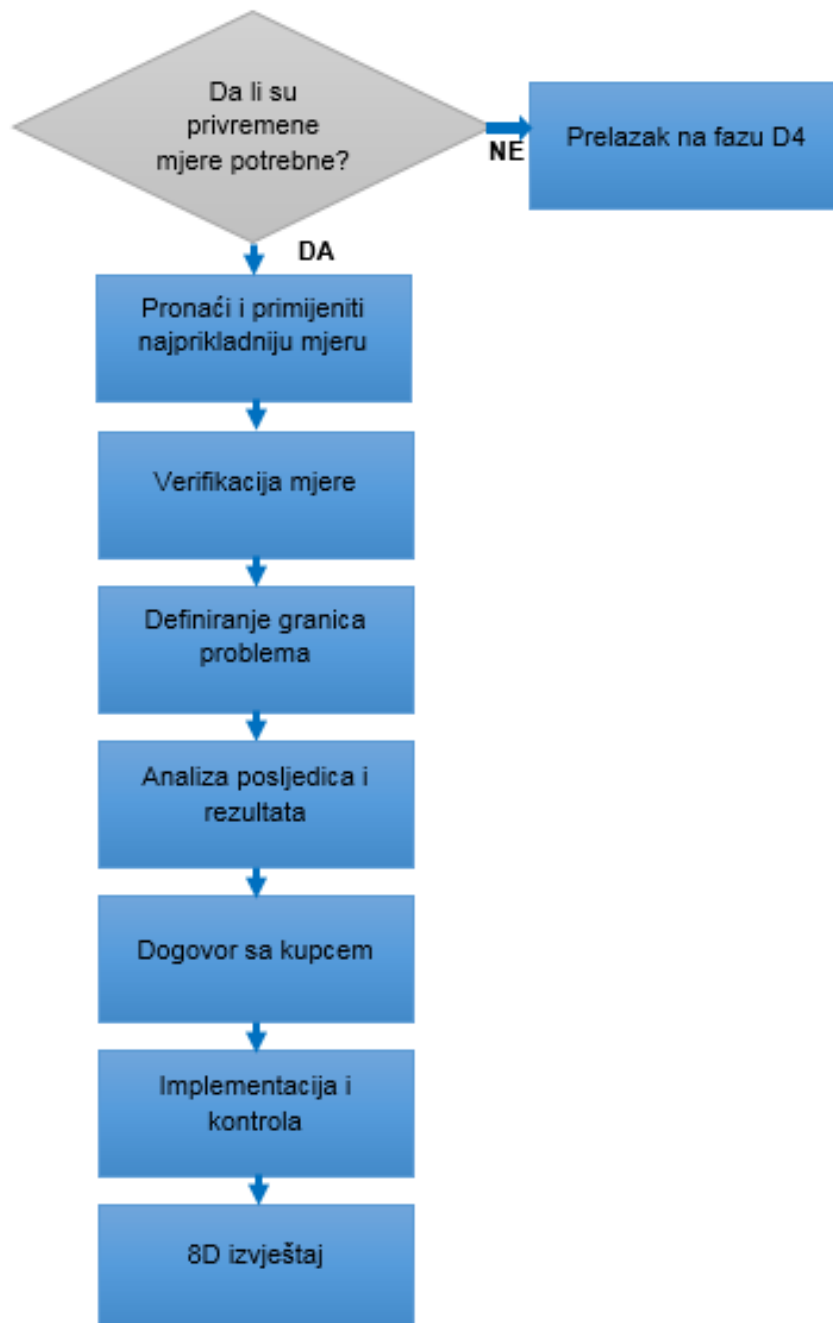 Da li su
privremene
mjere potrebne?
NE
Prelazak na fazu D4
DA
Pronaći i primijeniti
najprikladniju mjeru
Verifikacija mjere
Definiranje granica
problema
Analiza posljedica i
rezultata
Dogovor sa kupcem
Implementacija i
kontrola
8D izvještaj